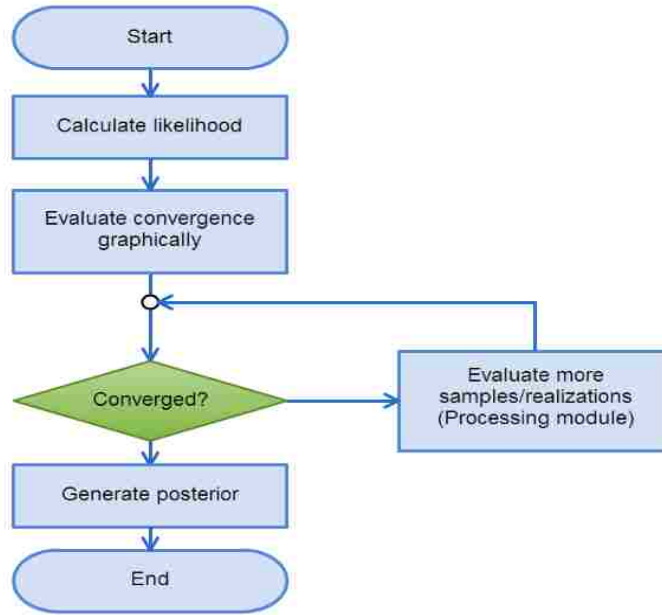 Start
Calculate likelihood
Evaluate convergence
graphically
Converged?
Evaluate more
samples/realizations
(Processing module)
Generate posterior
End